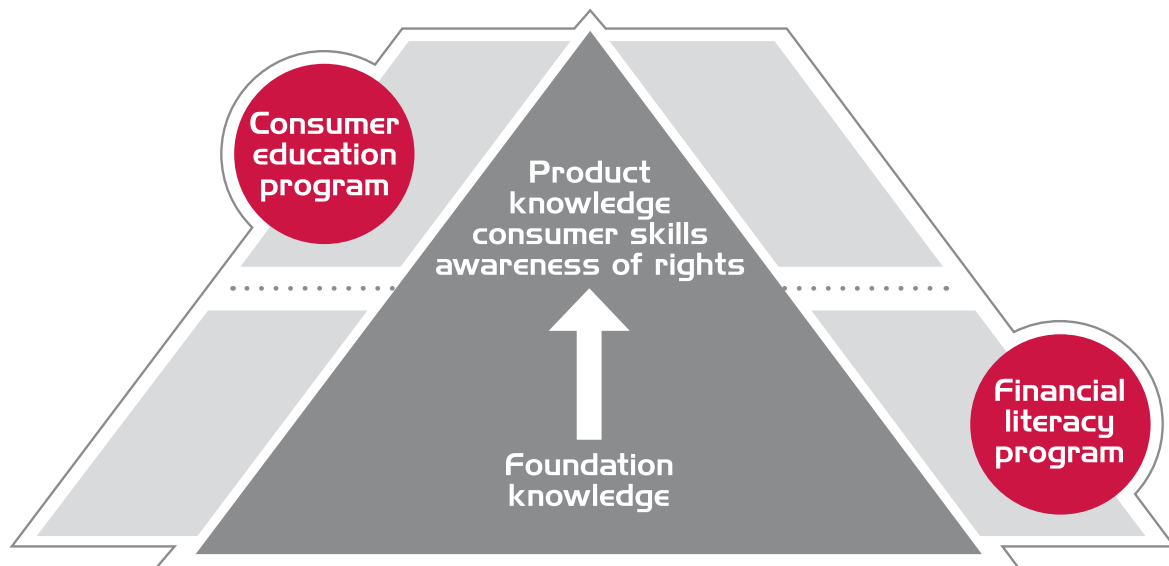 Consumer
education
program
Product
knowledge
consumer skills
awareness of rights
Financial
literacy
program
Foundation
knowledge